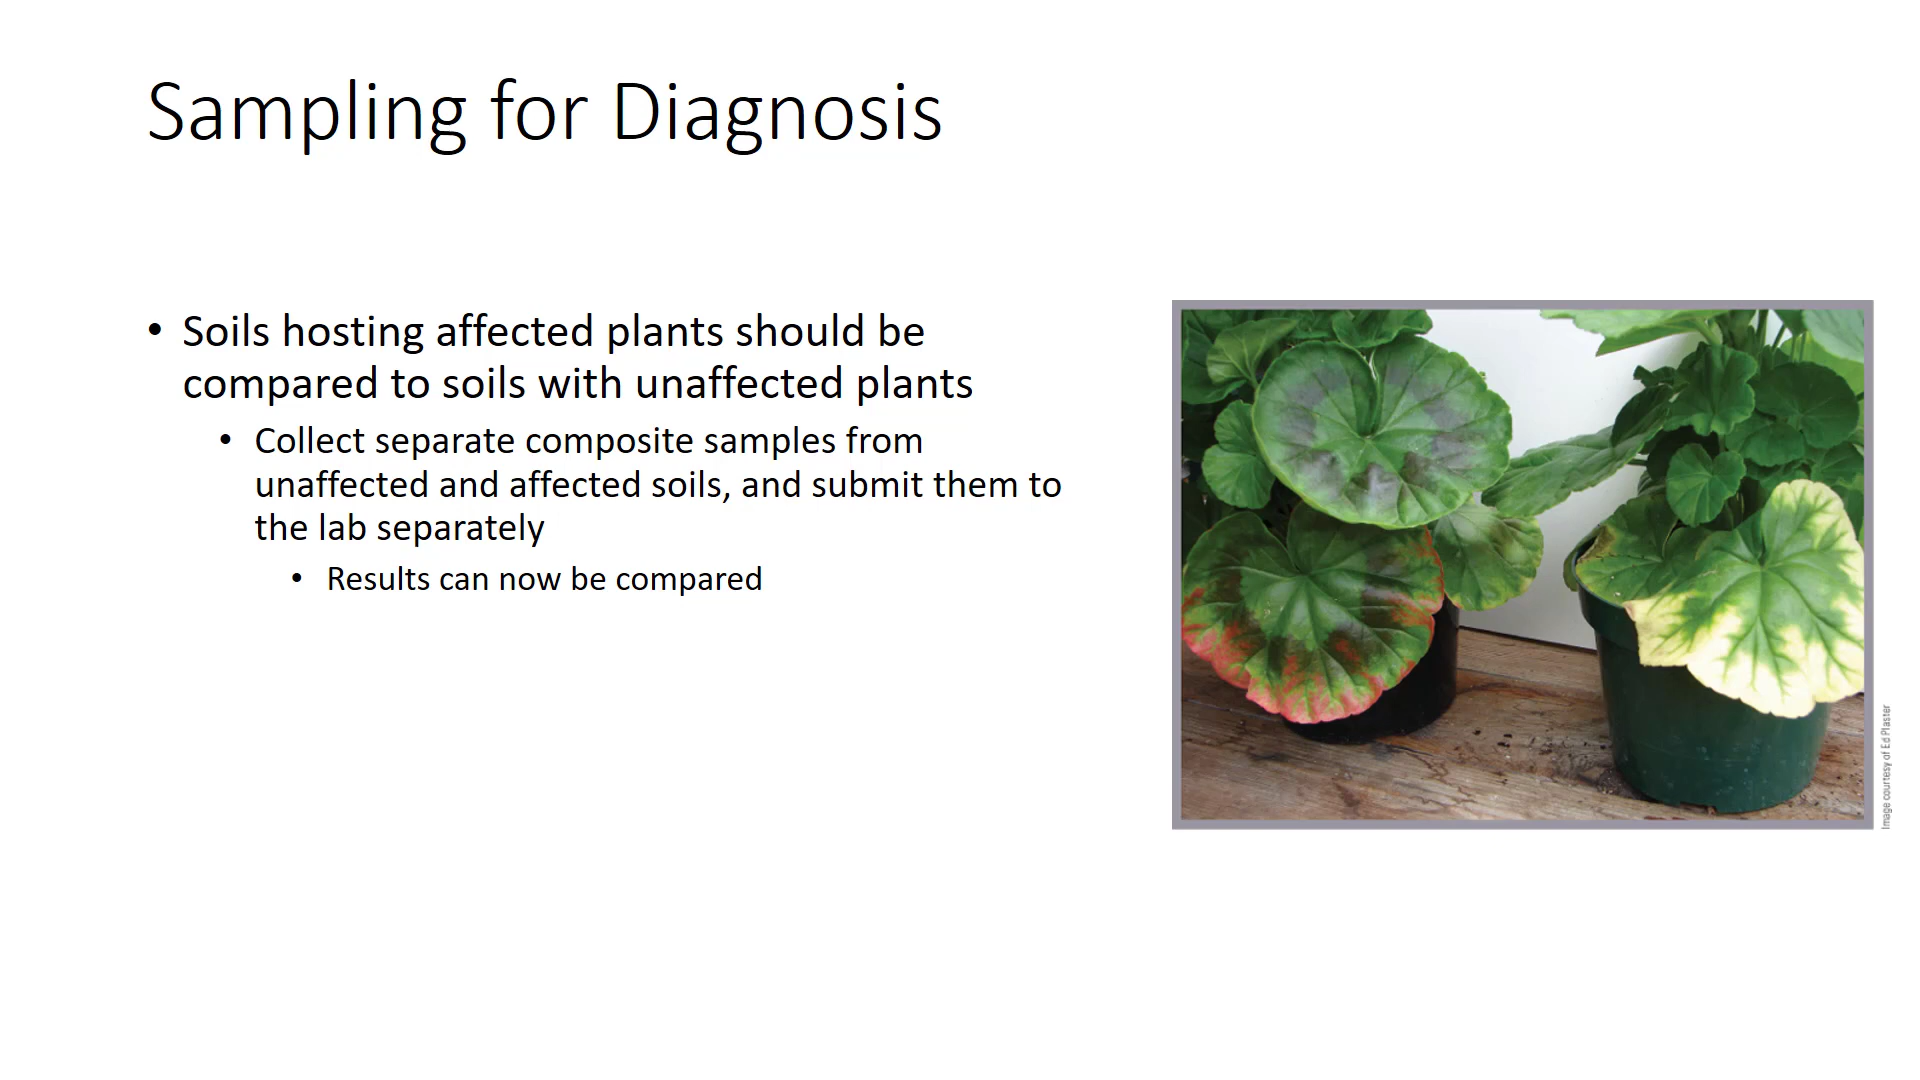 Sampling for Diagnosis
• Soils hosting affected plants should be
compared to soils with unaffected plants
• Collect separate composite samples from
unaffected and affected soils, and submit them to
the lab separately
• Results can now be compared
Image courtesy of Ed Plaster